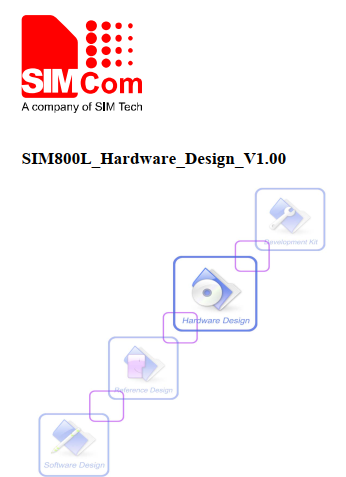 SIMCom
A company of SIM Tech
SIM800L_Hardware_Design_V1.00
Development Kit
Hardware Design
Reference Design
Software Design